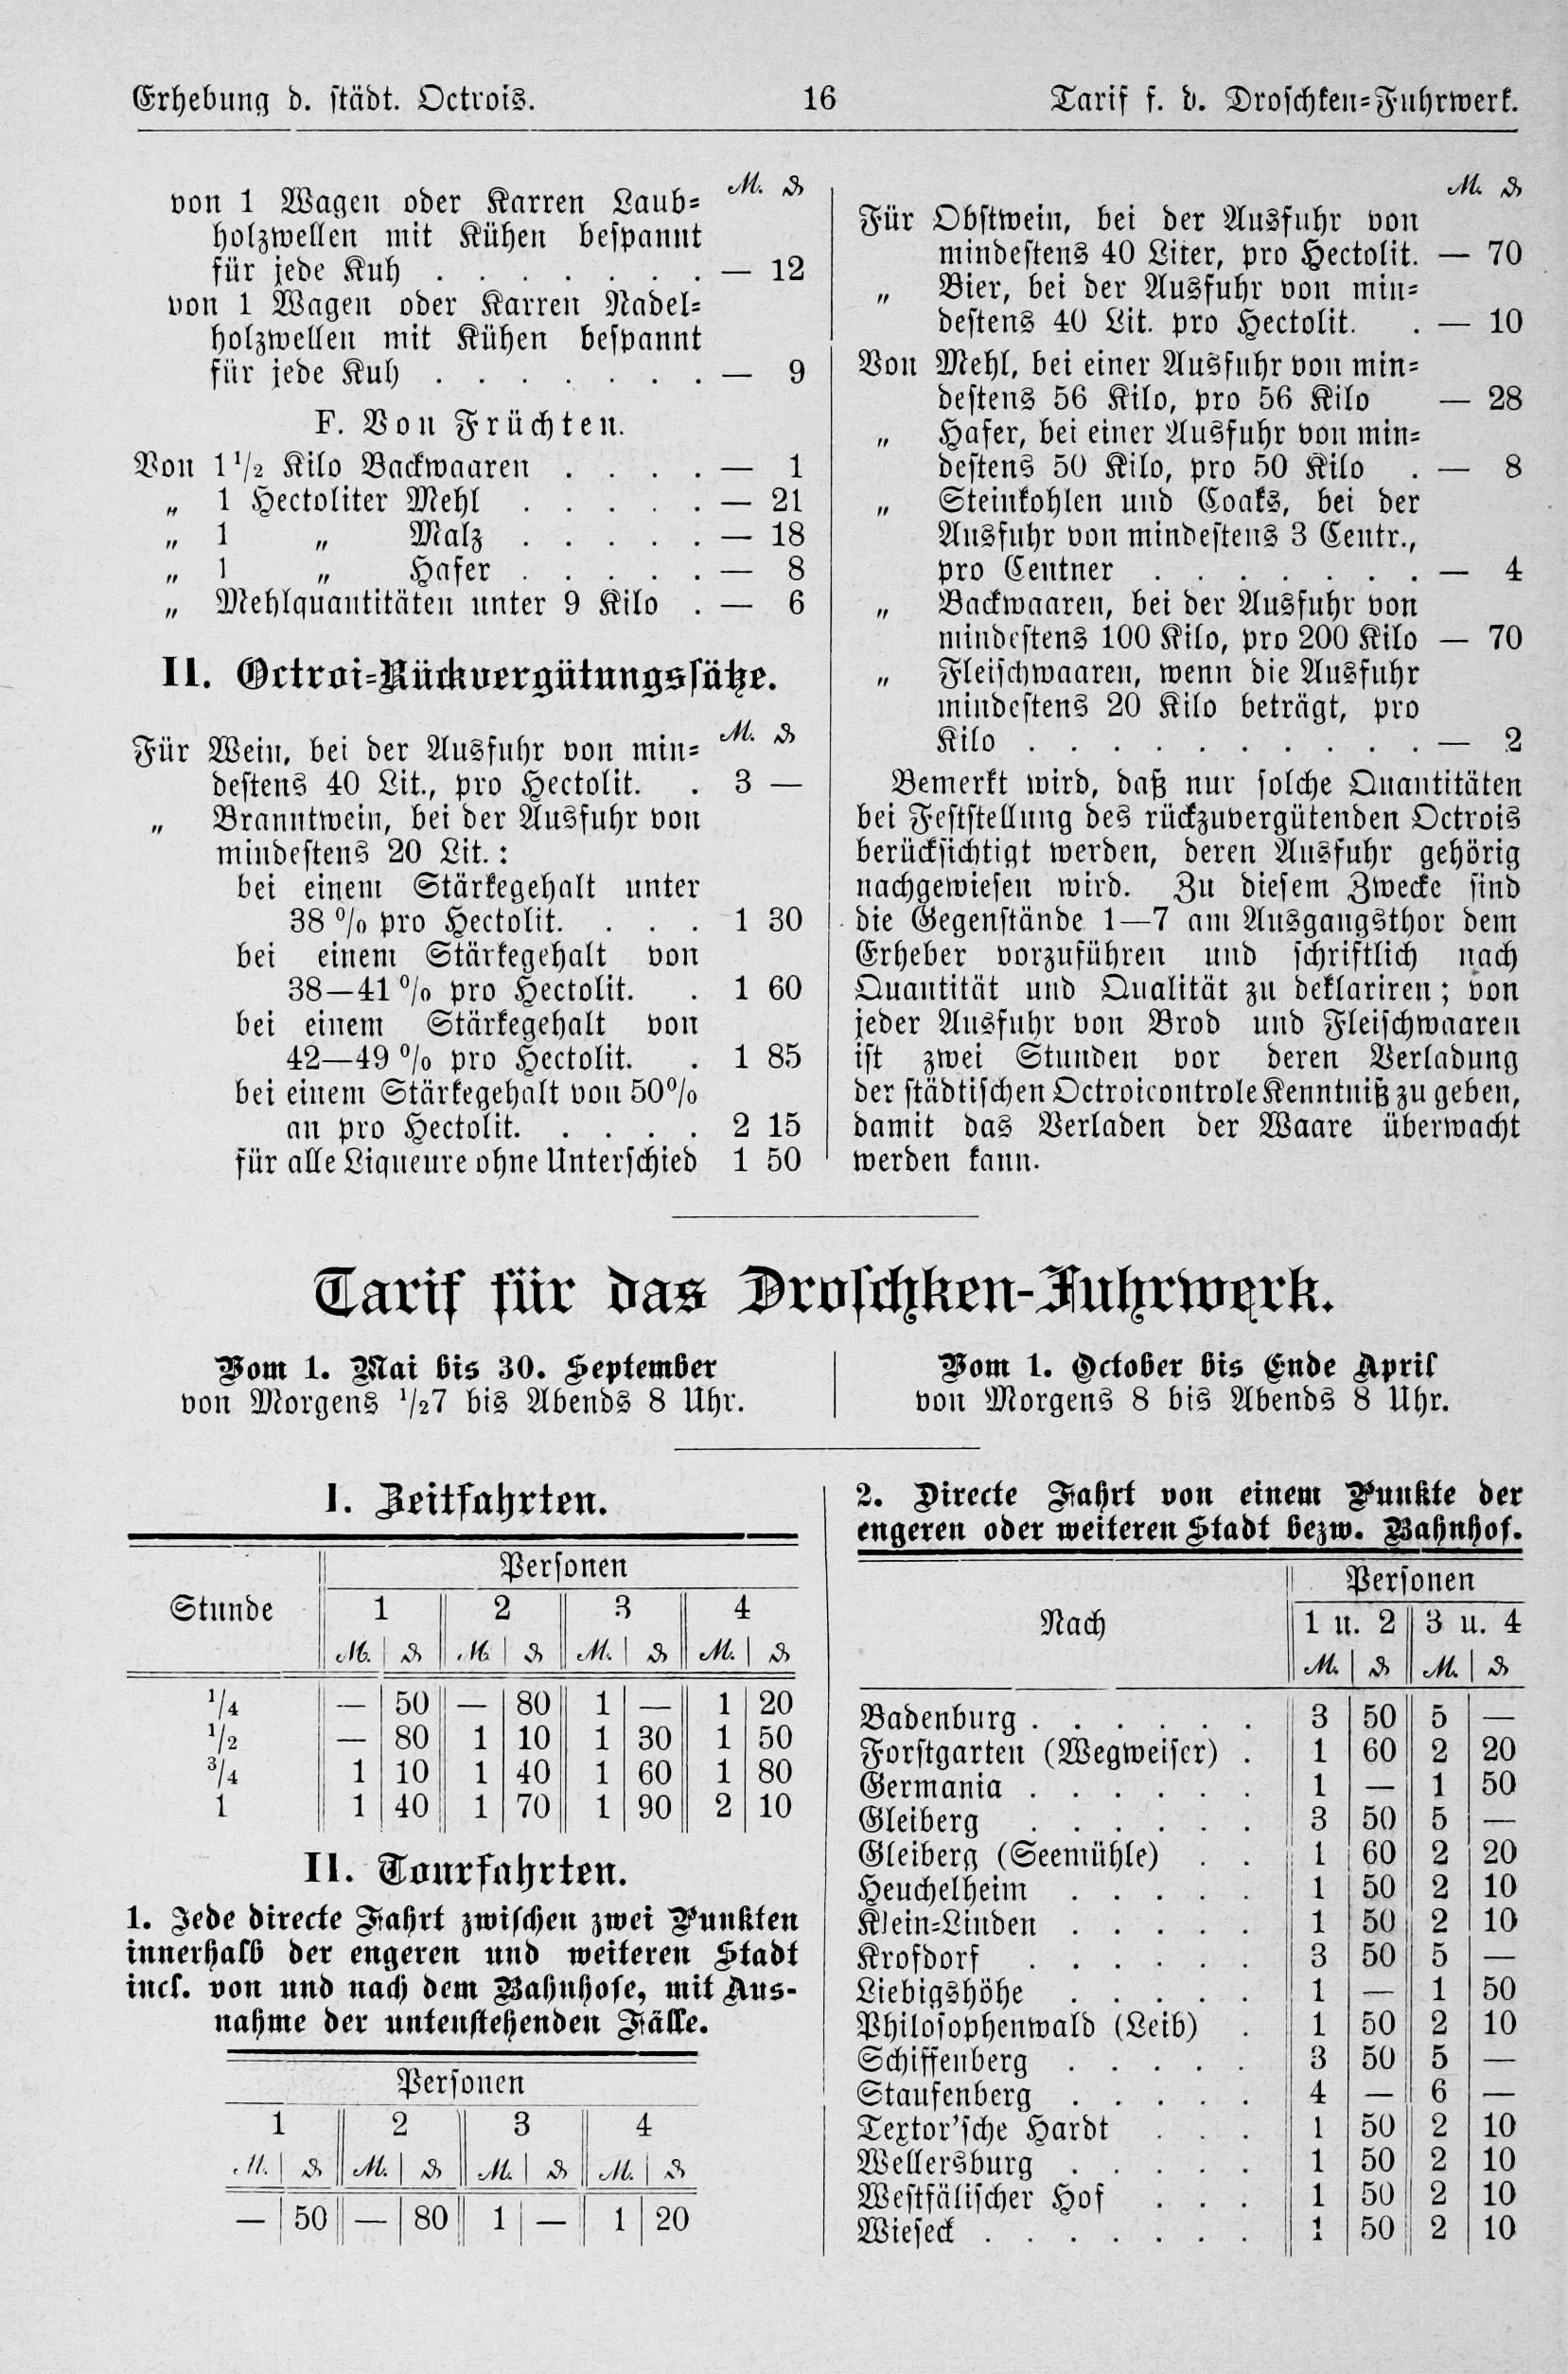 Erhebung d. städt. Octrois. 16 Tarif f. d. Droschken-Fuhrwerk.
M. ₰
von 1 Wagen oder Karren Laub-
holzwellen mit Kühen bespannt
für jede Kuh . . . . . . . — 12
von 1 Wagen oder Karren Nadel-
holzwellen mit Kühen bespannt
für jede Kuh . . . . . . . — 9
F. Von Früchten.
Von 1 1/2 Kilo Backwaaren . . . . — 1
„ 1 Hectoliter Mehl . . . . . — 21
„ 1 „ Malz . . . . . — 18
„ 1 „ Hafer . . . . . — 8
„ Mehlquantitäten unter 9 Kilo . — 6
II. Octroi-Rückvergütungssätze.
M. ₰
Für Wein, bei der Ausfuhr von min-
destens 40 Lit., pro Hectolit. . 3 —
„ Branntwein, bei der Ausfuhr von
mindestens 20 Lit.:
bei einem Stärkegehalt unter
38 % pro Hectolit. . . . 1 30
bei einem Stärkegehalt von
38—41 % pro Hectolit. . 1 60
bei einem Stärkegehalt von
42—49 % pro Hectolit. . 1 85
bei einem Stärkegehalt von 50 %
an pro Hectolit. . . . . 2 15
für alle Liqueure ohne Unterschied 1 50
M. ₰
Für Obstwein, bei der Ausfuhr von
mindestens 40 Liter, pro Hectolit. — 70
„ Bier, bei der Ausfuhr von min-
destens 40 Lit. pro Hectolit. . — 10
Von Mehl, bei einer Ausfuhr von min-
destens 56 Kilo, pro 56 Kilo — 28
„ Hafer, bei einer Ausfuhr von min-
destens 50 Kilo, pro 50 Kilo . — 8
„ Steinkohlen und Coaks, bei der
Ausfuhr von mindestens 3 Centr.,
pro Centner . . . . . . . — 4
„ Backwaaren, bei der Ausfuhr von
mindestens 100 Kilo, pro 200 Kilo — 70
„ Fleischwaaren, wenn die Ausfuhr
mindestens 20 Kilo beträgt, pro
Kilo . . . . . . . . . . — 2
Bemerkt wird, daß nur solche Quantitäten
bei Feststellung des rückzuvergütenden Octrois
berücksichtigt werden, deren Ausfuhr gehörig
nachgewiesen wird. Zu diesem Zwecke sind
die Gegenstände 1—7 am Ausgangsthor dem
Erheber vorzuführen und schriftlich nach
Quantität und Qualität zu deklariren; von
jeder Ausfuhr von Brod und Fleischwaaren
ist zwei Stunden vor deren Verladung
der städtischen Octroicontrole Kenntniß zu geben,
damit das Verladen der Waare überwacht
werden kann.
Tarif für das Droschken-Fuhrwerk.
Vom 1. Mai bis 30. September
von Morgens 1/27 bis Abends 8 Uhr.
Vom 1. October bis Ende April
von Morgens 8 bis Abends 8 Uhr.
I. Zeitfahrten.
Personen
Stunde 1 2 3 4
M. ₰ M. ₰ M. ₰ M. ₰
1/4 — 50 — 80 1 — 1 20
1/2 — 80 1 10 1 30 1 50
3/4 1 10 1 40 1 60 1 80
1 1 40 1 70 1 90 2 10
II. Tourfahrten.
1. Jede directe Fahrt zwischen zwei Punkten
innerhalb der engeren und weiteren Stadt
incl. von und nach dem Bahnhofe, mit Aus-
nahme der untenstehenden Fälle.
Personen
1 2 3 4
M. ₰ M. ₰ M. ₰ M. ₰
— 50 — 80 1 — 1 20
2. Directe Fahrt von einem Punkte der
engeren oder weiteren Stadt bezw. Bahnhof.
Personen
Nach 1 u. 2 3 u. 4
M. ₰ M. ₰
Badenburg . . . . . . 3 50 5 —
Forstgarten (Wegweiser) . 1 60 2 20
Germania . . . . . . 1 — 1 50
Gleiberg . . . . . . 3 50 5 —
Gleiberg (Seemühle) . . 1 60 2 20
Heuchelheim . . . . . 1 50 2 10
Klein-Linden . . . . . 1 50 2 10
Krofdorf . . . . . . 3 50 5 —
Liebigshöhe . . . . . 1 — 1 50
Philosophenwald (Leib) . 1 50 2 10
Schiffenberg . . . . . 3 50 5 —
Staufenberg . . . . . 4 — 6 —
Textor'sche Hardt . . . 1 50 2 10
Wellersburg . . . . . 1 50 2 10
Westfälischer Hof . . . 1 50 2 10
Wieseck . . . . . . . 1 50 2 10